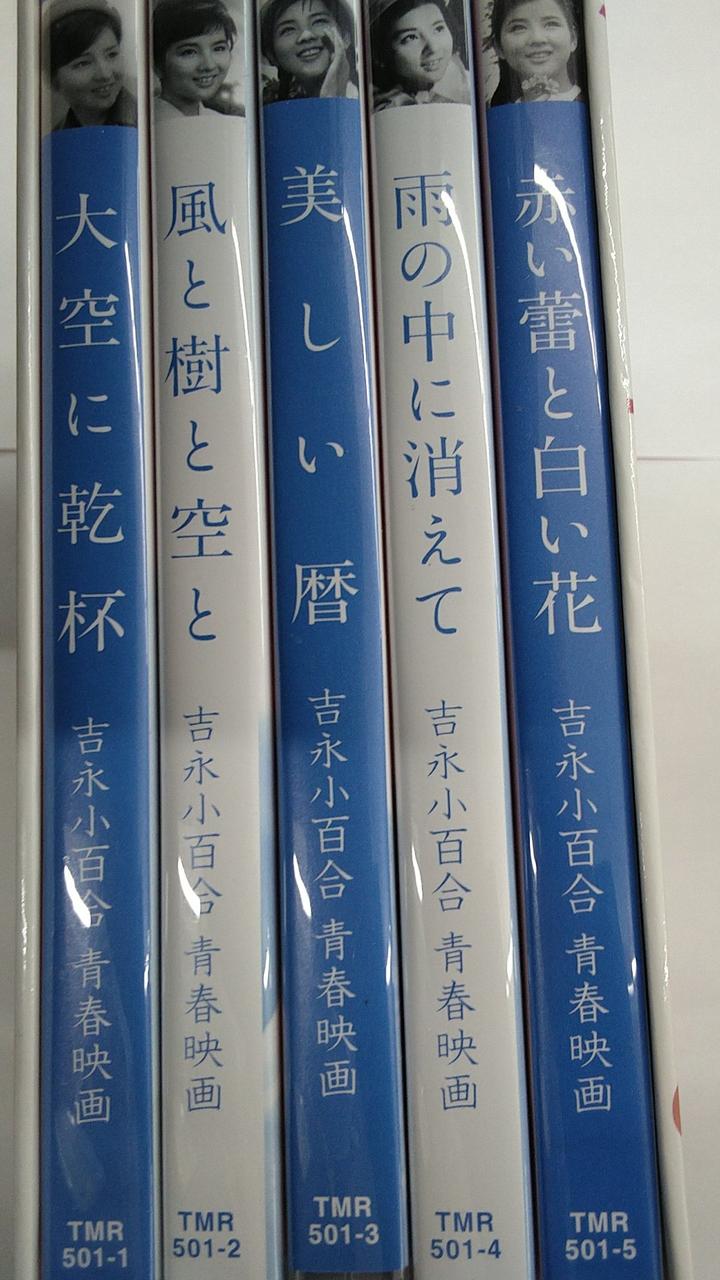 大空に乾杯
吉永小百合 青春映画
TMR
501-1
風と樹と空と
吉永小百合 青春映画
TMR
501-2
美しい暦
吉永小百合 青春映画
TMR
501-3
雨の中に消えて
吉永小百合 青春映画
TMR
501-4
赤い蕾と白い花
吉永小百合 青春映画
TMR
501-5